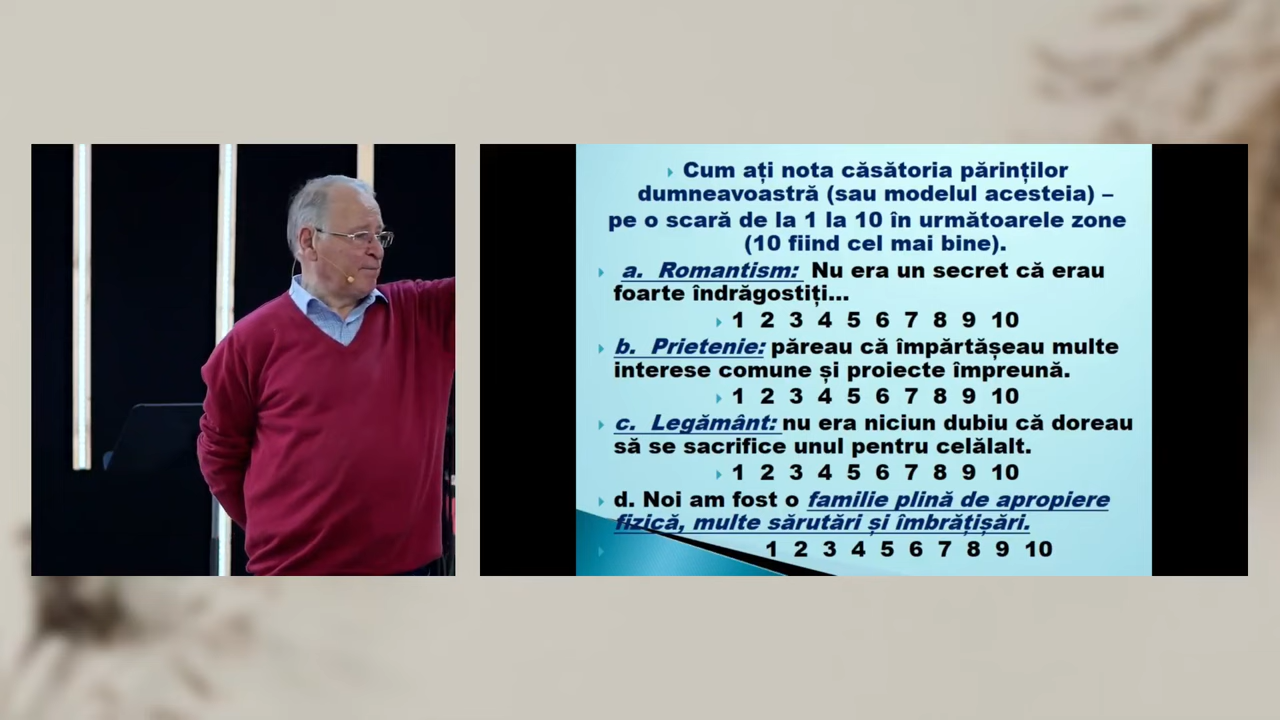 Cum ați nota căsătoria părinților
dumneavoastră (sau modelul acesteia) –
pe o scară de la 1 la 10 în următoarele zone
(10 fiind cel mai bine).
a. Romantism: Nu era un secret că erau
foarte îndrăgostiți...
1 2 3 4 5 6 7 8 9 10
b. Prietenie: păreau că împărtășeau multe
interese comune și proiecte împreună.
1 2 3 4 5 6 7 8 9 10
c. Legământ: nu era niciun dubiu că doreau
să se sacrifice unul pentru celălalt.
1 2 3 4 5 6 7 8 9 10
d. Noi am fost o familie plină de apropiere
fizică, multe sărutări și îmbrățișări.
1 2 3 4 5 6 7 8 9 10